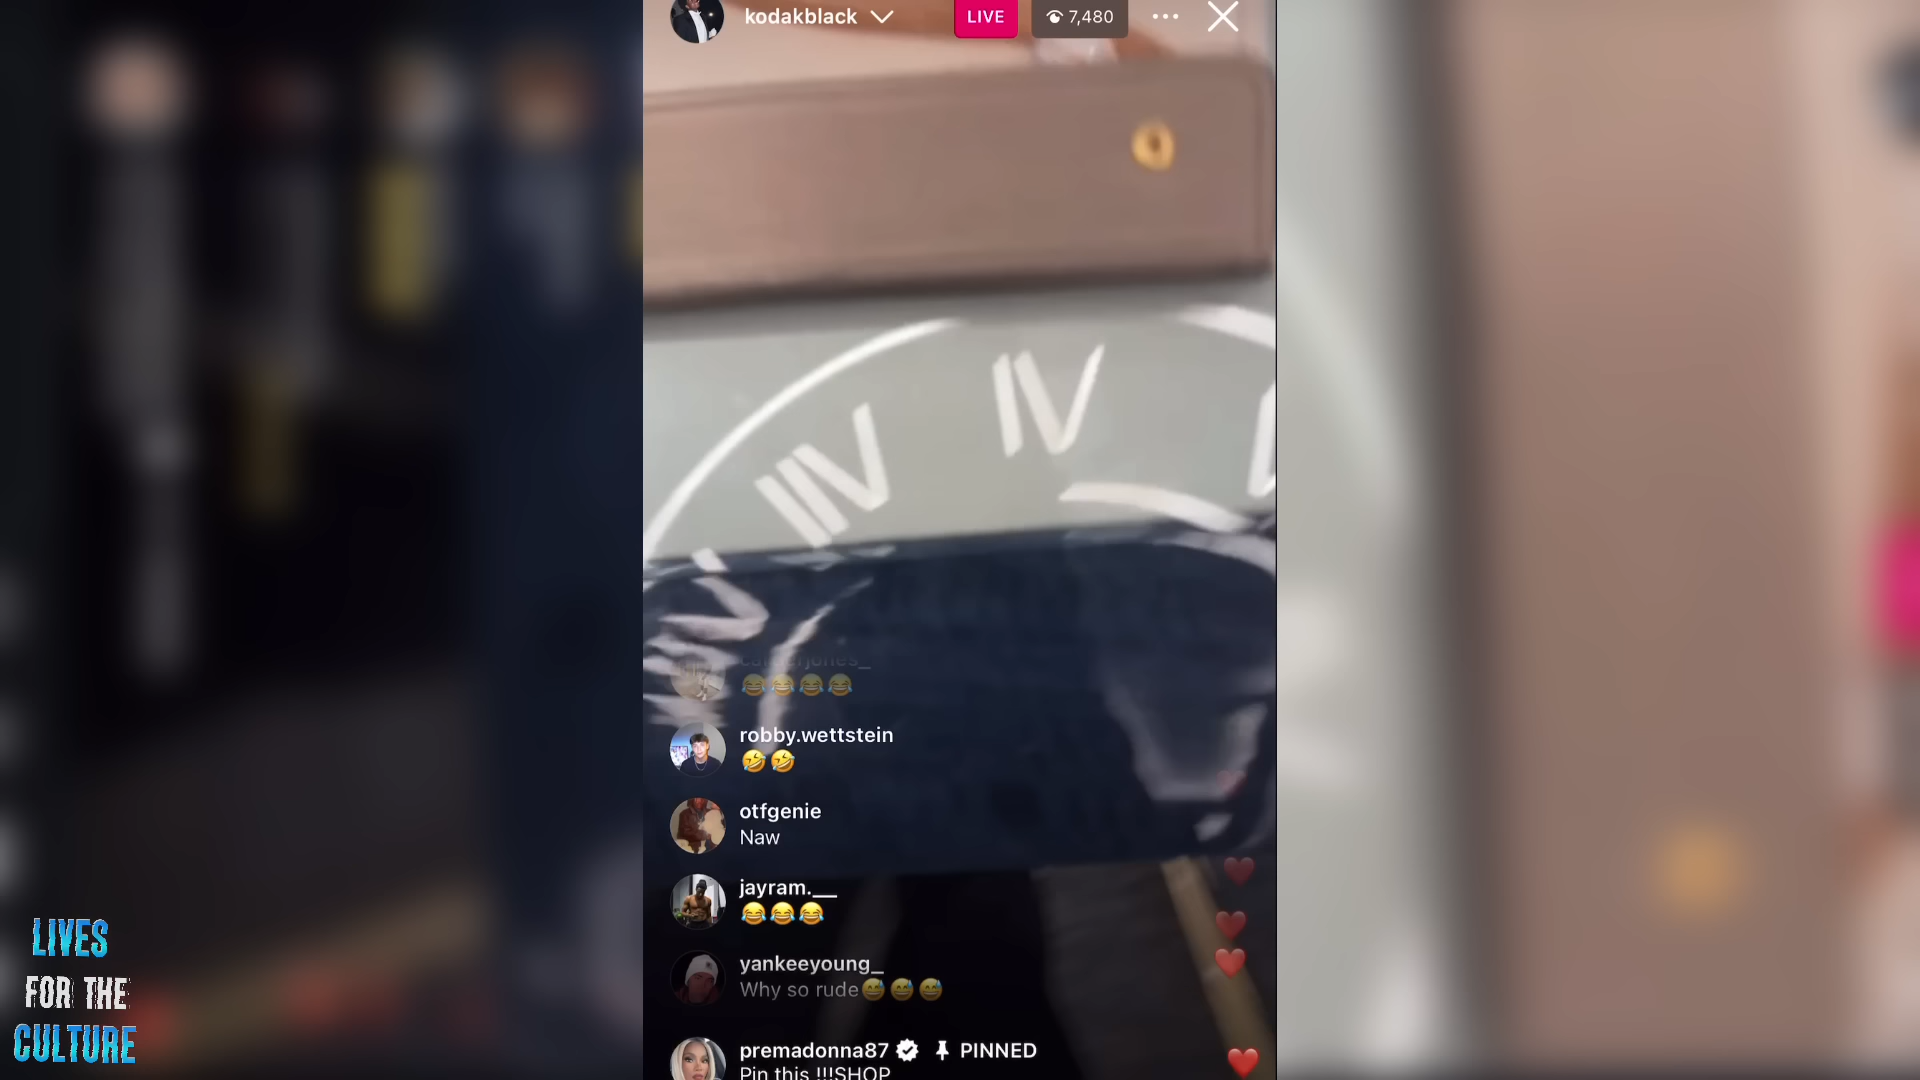 kodakblack
LIVE
7,480
IV
robby.wettstein
🤣🤣
otfgenie
Naw
jayram.__
😂😂😂
yankeeyoung_
Why so rude😅😅😅
premadonna87 PINNED
Pin this !!!SHOP
LIVES
FOR THE
CULTURE